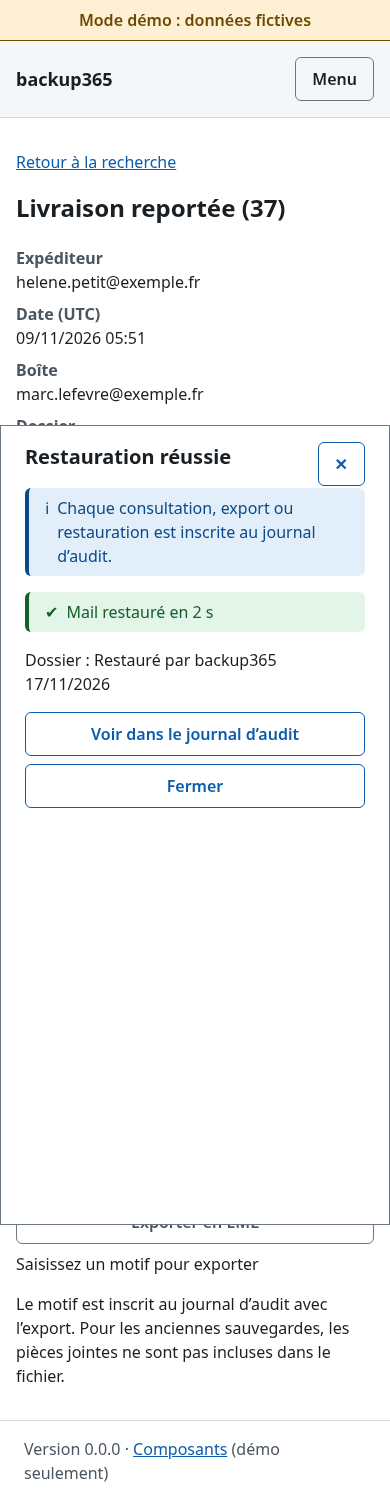 Mode démo : données fictives
backup365
Menu
Retour à la recherche
Livraison reportée (37)
Expéditeur
helene.petit@exemple.fr
Date (UTC)
09/11/2026 05:51
Boîte
marc.lefevre@exemple.fr
Dossier
Restauration réussie
×
i Chaque consultation, export ou
restauration est inscrite au journal
d’audit.
✔ Mail restauré en 2 s
Dossier : Restauré par backup365
17/11/2026
Voir dans le journal d’audit
Fermer
Exporter en EML
Saisissez un motif pour exporter
Le motif est inscrit au journal d’audit avec
l’export. Pour les anciennes sauvegardes, les
pièces jointes ne sont pas incluses dans le
fichier.
Version 0.0.0 · Composants (démo
seulement)